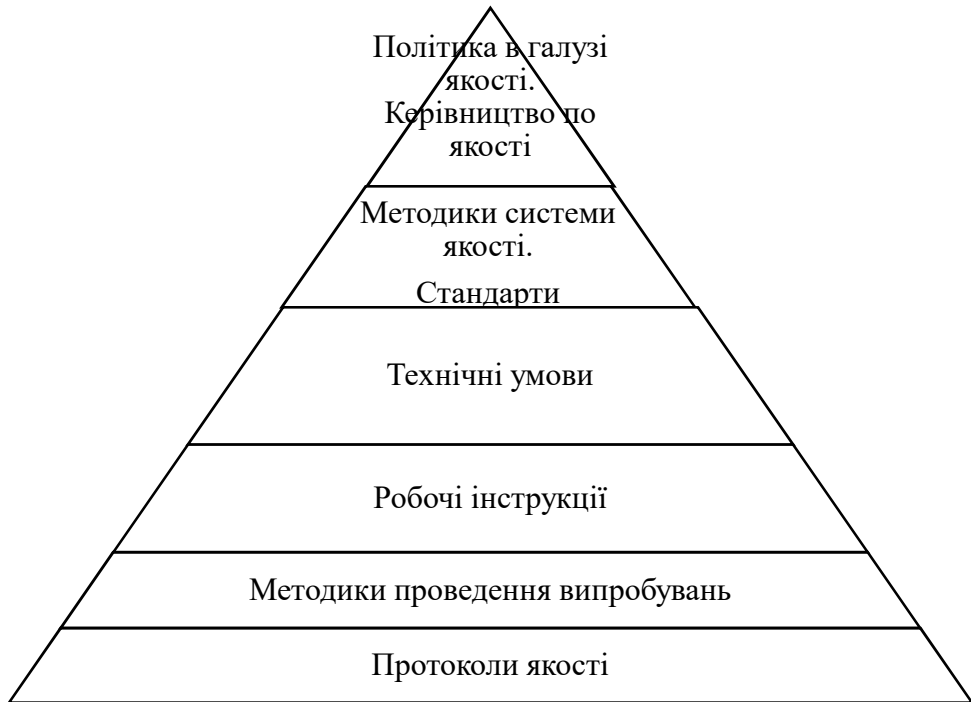 Політика в галузі
якості.
Керівництво по
якості
Методики системи
якості.
Стандарти
Технічні умови
Робочі інструкції
Методики проведення випробувань
Протоколи якості